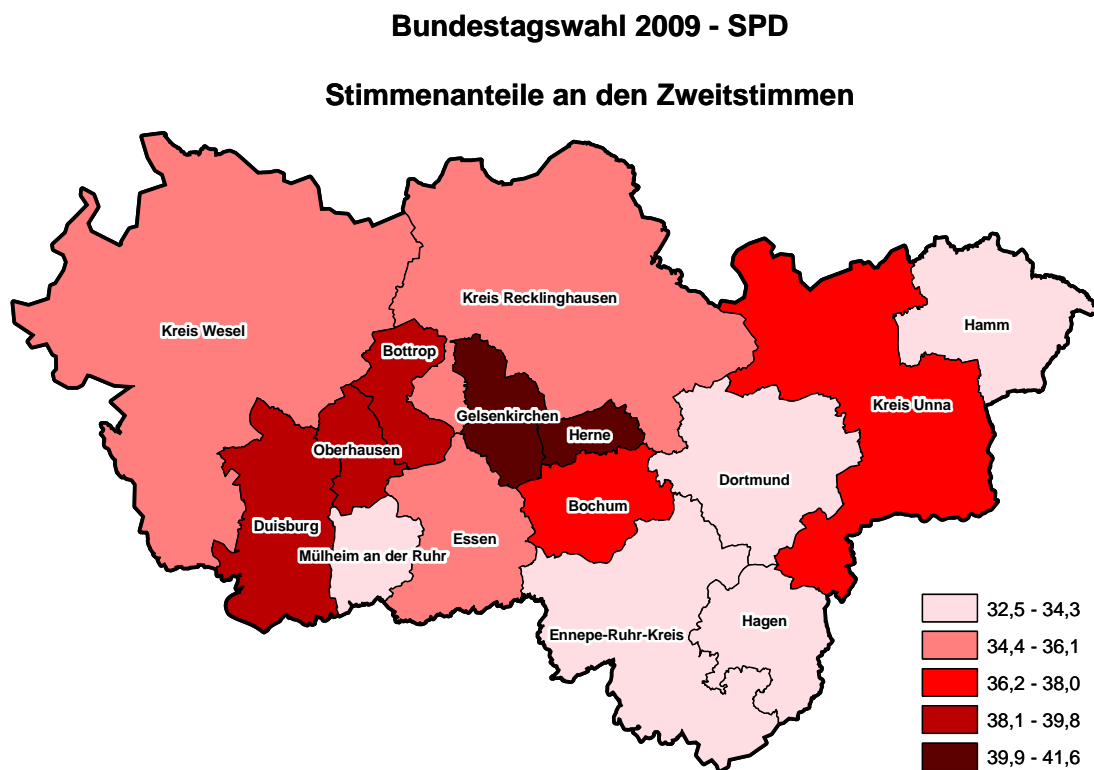 Bundestagswahl 2009 - SPD
Stimmenanteile an den Zweitstimmen
Kreis Recklinghausen
Kreis Wesel
Hamm
Bottrop
Kreis Unna
Gelsenkirchen
Herne
Oberhausen
Dortmund
Bochum
Duisburg
Essen
Mülheim an der Ruhr
Hagen
Ennepe-Ruhr-Kreis
32,5 - 34,3
34,4 - 36,1
36,2 - 38,0
38,1 - 39,8
39,9 - 41,6